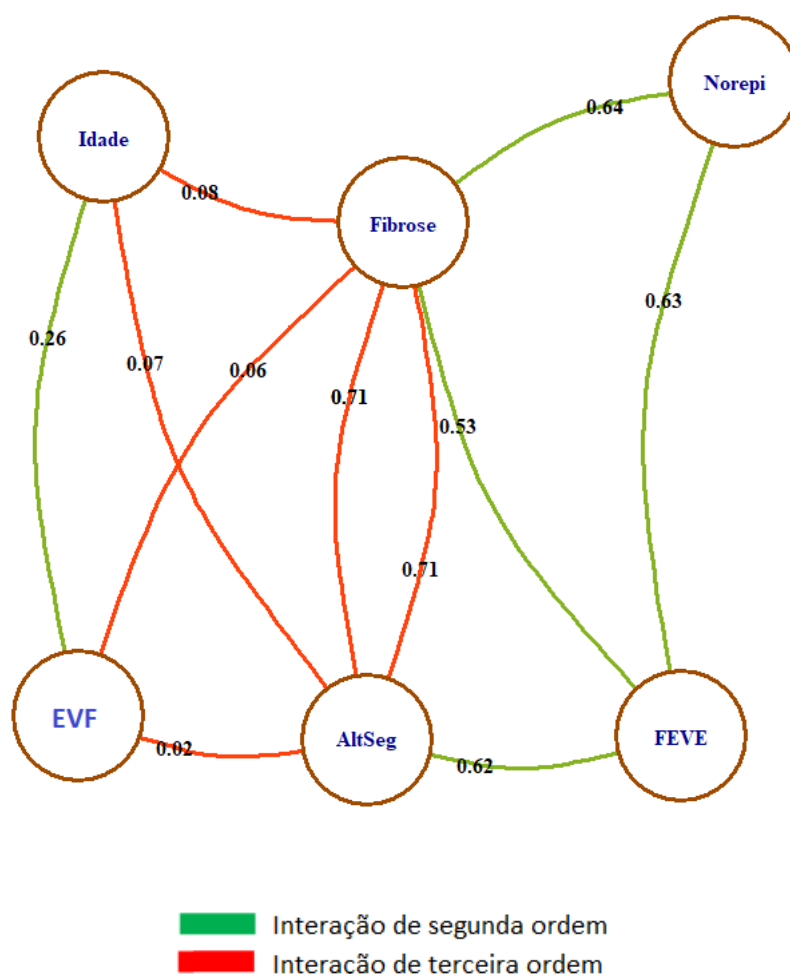 Norepi
0.64
Idade
0.08
Fibrose
0.63
0.26
0.07
0.06
0.71
0.53
0.71
EVF
AltSeg
FEVE
0.02
0.62
Interação de segunda ordem
Interação de terceira ordem